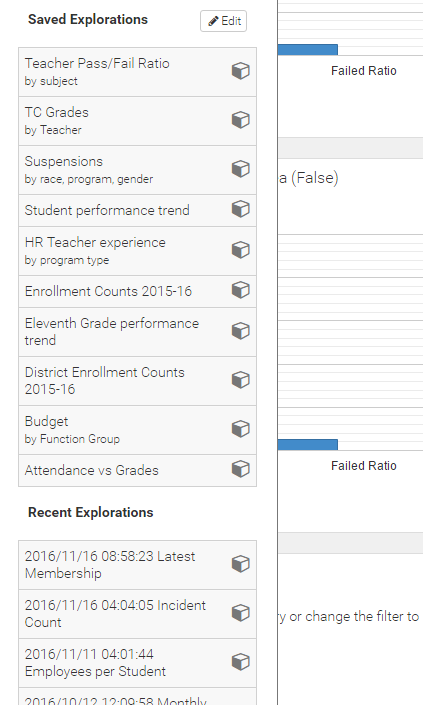 Saved Explorations
Edit
Teacher Pass/Fail Ratio
by subject
TC Grades
by Teacher
Suspensions
by race, program, gender
Student performance trend
HR Teacher experience
by program type
Enrollment Counts 2015-16
Eleventh Grade performance
trend
District Enrollment Counts
2015-16
Budget
by Function Group
Attendance vs Grades
Recent Explorations
2016/11/16 08:58:23 Latest
Membership
2016/11/16 04:04:05 Incident
Count
2016/11/11 04:01:44
Employees per Student
2016/10/12 12:09:58 Monthly
Failed Ratio
a (False)
Failed Ratio
ry or change the filter to